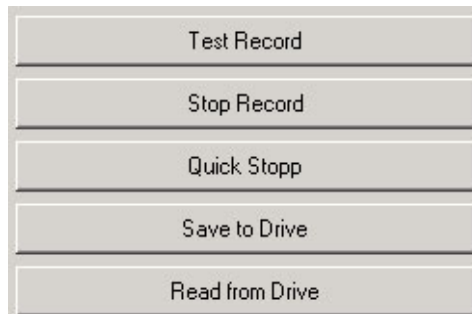 Test Record
Stop Record
Quick Stopp
Save to Drive
Read from Drive